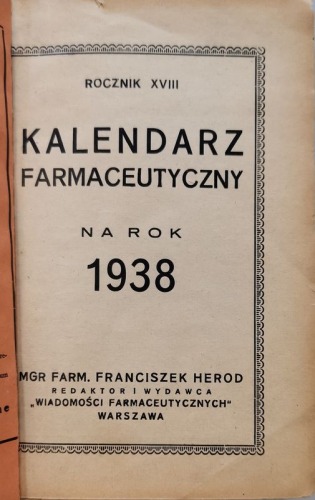 ROCZNIK XVIII
KALENDARZ
FARMACEUTYCZNY
NA ROK
1938
MGR FARM. FRANCISZEK HEROD
REDAKTOR I WYDAWCA
„WIADOMOŚCI FARMACEUTYCZNYCH"
WARSZAWA